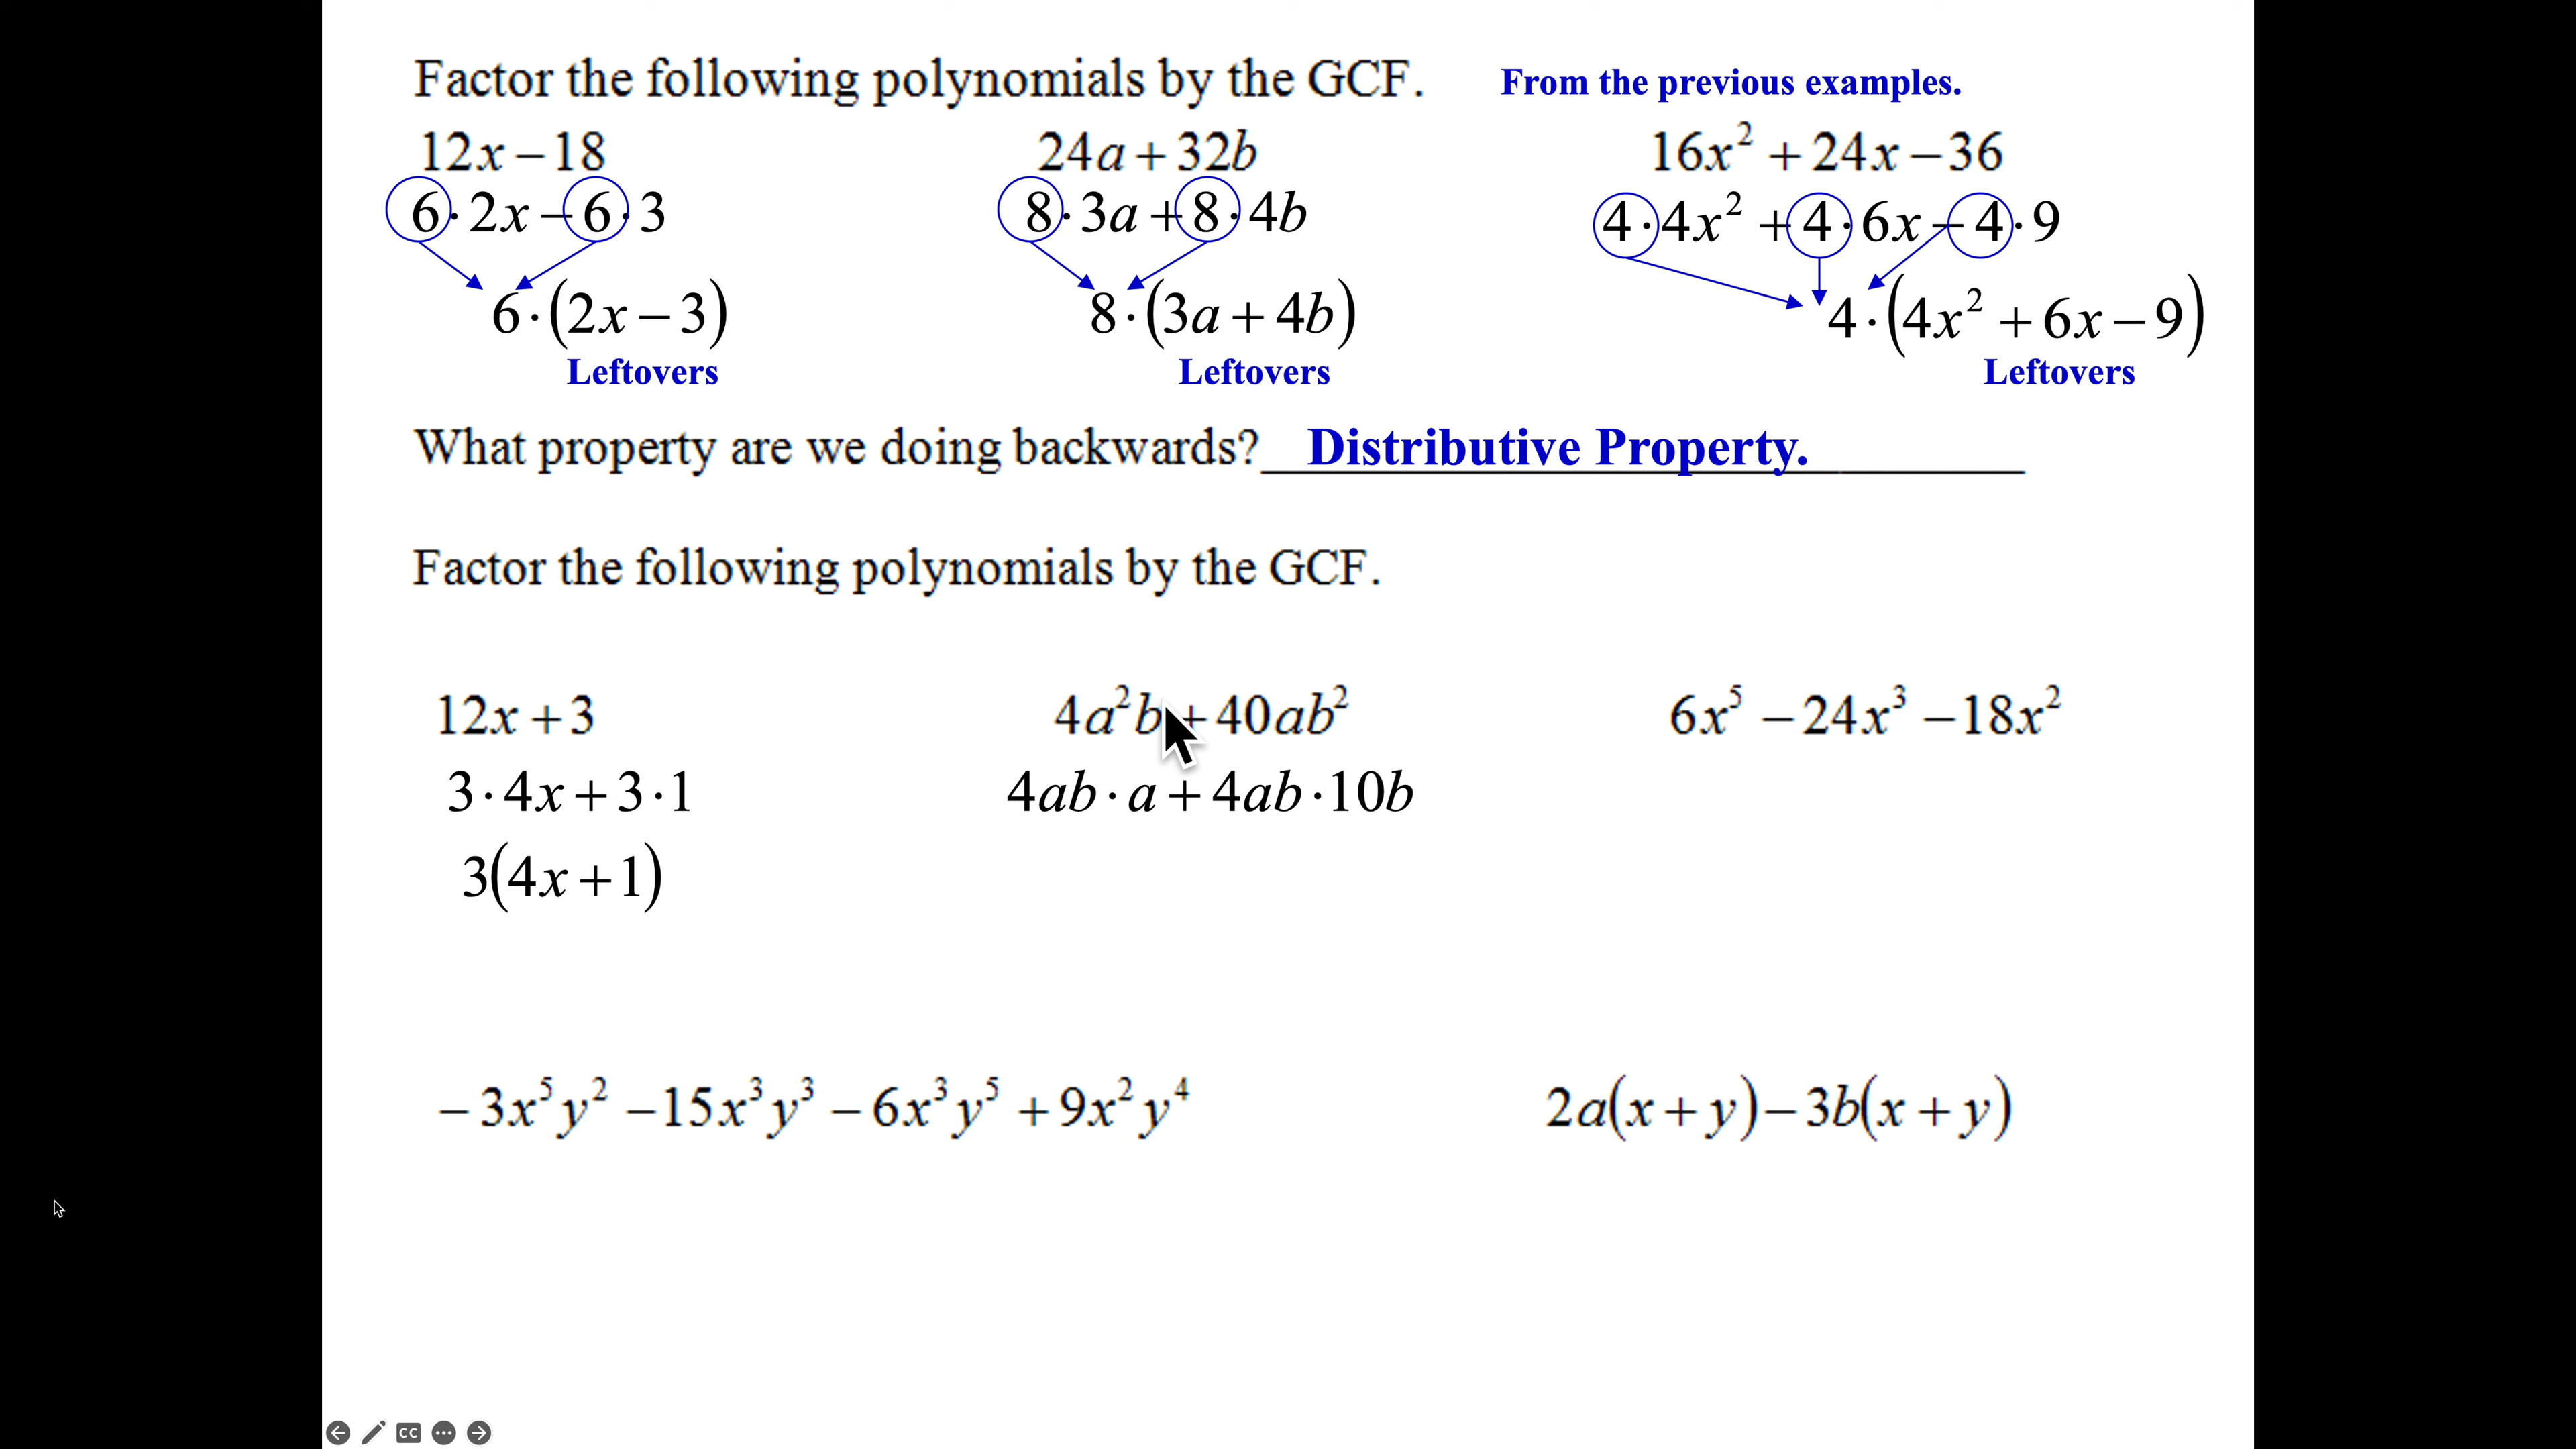 Factor the following polynomials by the GCF. From the previous examples.
12x – 18 24a + 32b 16x² + 24x – 36
6·2x – 6·3 8·3a + 8·4b 4·4x² + 4·6x – 4·9
6·(2x – 3) 8·(3a + 4b) 4·(4x² + 6x – 9)
Leftovers Leftovers Leftovers
What property are we doing backwards? Distributive Property.
Factor the following polynomials by the GCF.
12x + 3 4a²b + 40ab² 6x⁵ – 24x³ – 18x²
3·4x + 3·1 4ab·a + 4ab·10b
3(4x + 1)
– 3x⁵y² – 15x³y³ – 6x³y⁵ + 9x²y⁴ 2a(x + y) – 3b(x + y)
CC